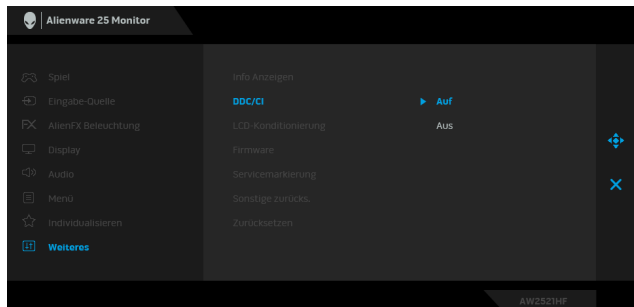 Alienware 25 Monitor
Spiel
Eingabe-Quelle
AlienFX Beleuchtung
Display
Audio
Menü
Individualisieren
Weiteres
Info Anzeigen
DDC/CI
Auf
LCD-Konditionierung
Aus
Firmware
Servicemarkierung
Sonstige zurücks.
Zurücksetzen
AW2521HF